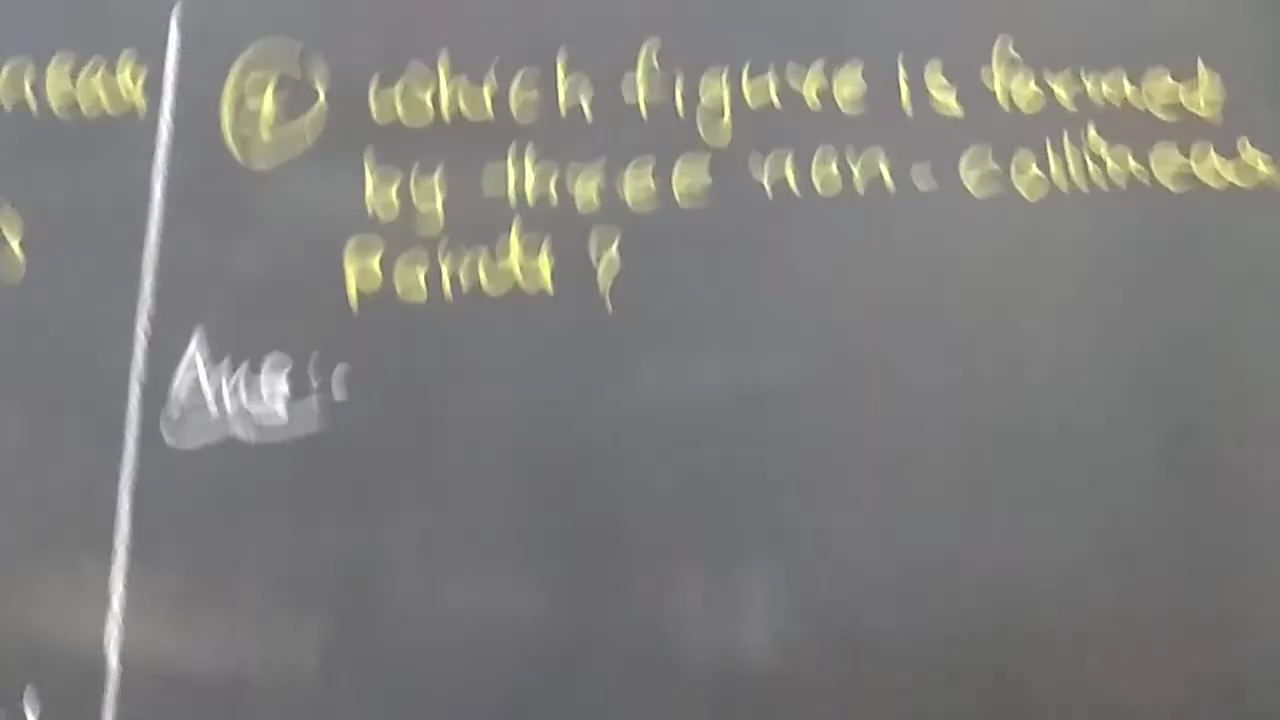 which figure is formed
by three non-collinear
points ?
Ans:-